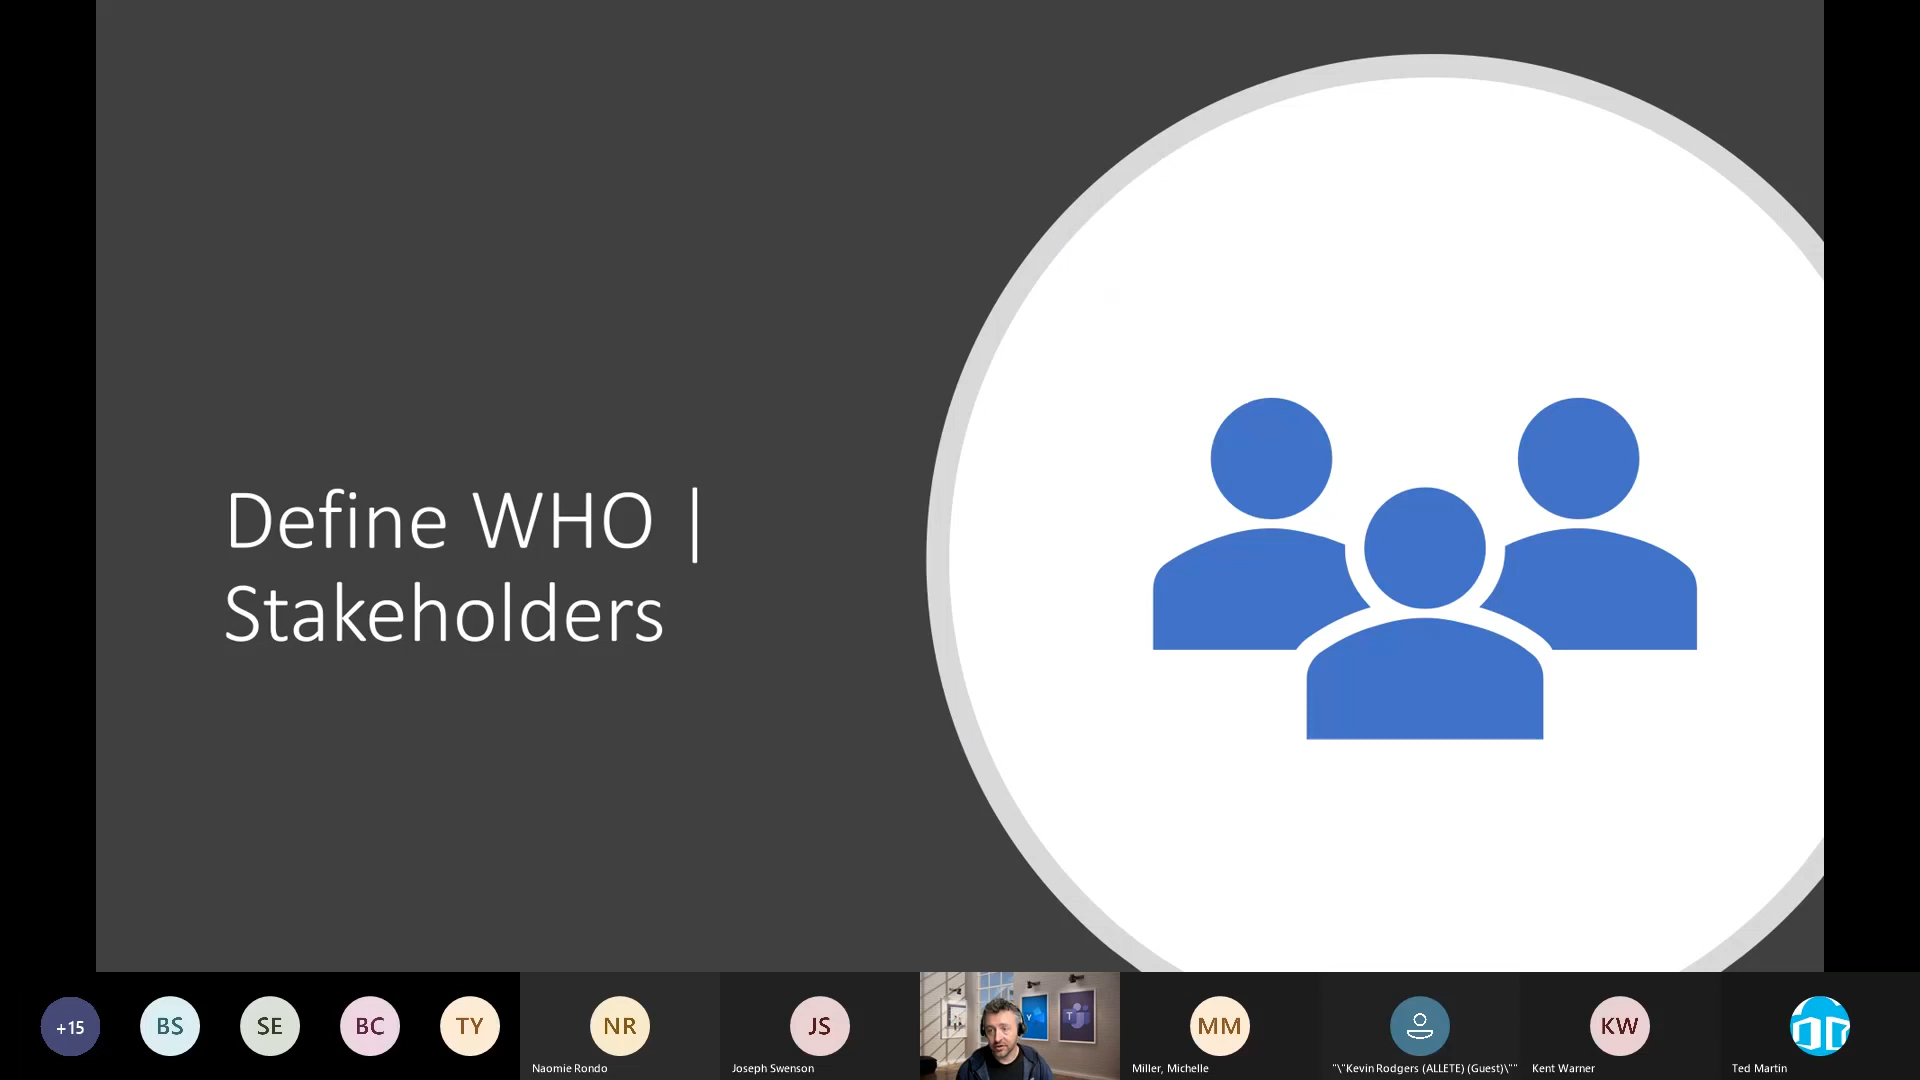 Define WHO |
Stakeholders
+15
BS
SE
BC
TY
NR
JS
MM
KW
Naomie Rondo
Joseph Swenson
Miller, Michelle
"\"Kevin Rodgers (ALLETE) (Guest)\""
Kent Warner
Ted Martin